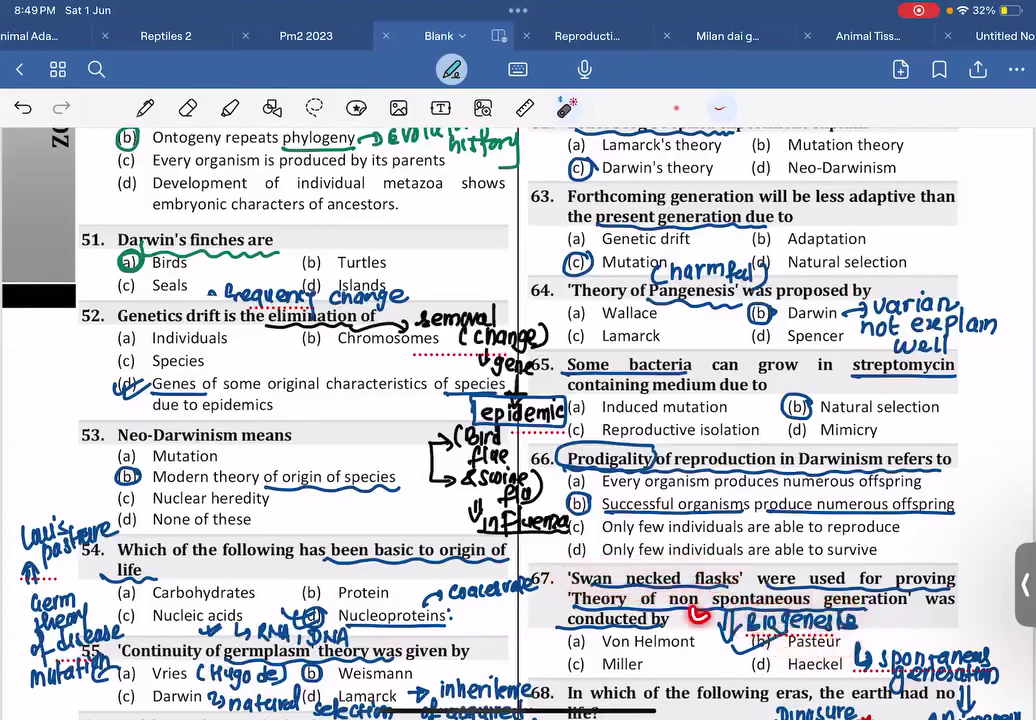 8:49 PM Sat 1 Jun
32%
nimal Ada...
Reptiles 2
Pm2 2023
Blank
Reproducti...
Milan dai g...
Animal Tiss...
Untitled No
ZO
(b) Ontogeny repeats phylogeny → evolutionary history
(c) Every organism is produced by its parents
(d) Development of individual metazoa shows
embryonic characters of ancestors.
51. Darwin's finches are
(a) Birds (b) Turtles
(c) Seals (d) Islands
frequency change
52. Genetics drift is the elimination of → removal
(change)
(a) Individuals (b) Chromosomes
gene
(c) Species
(d) Genes of some original characteristics of species
due to epidemics
epidemic
(Bird
flue
& swine
flu)
53. Neo-Darwinism means
(a) Mutation
(b) Modern theory of origin of species
(c) Nuclear heredity
(d) None of these
Louis
pasteure
Germ
theory
of disease
mutation
54. Which of the following has been basic to origin of
life
(a) Carbohydrates (b) Protein
→ coacervate
(c) Nucleic acids (d) Nucleoproteins:
↳ RNA, DNA
55. 'Continuity of germplasm' theory was given by
(a) Vries (Hugo de) (b) Weismann
(c) Darwin → natural selection (d) Lamarck → inheritence
of acquired
(a) Lamarck's theory (b) Mutation theory
(c) Darwin's theory (d) Neo-Darwinism
63. Forthcoming generation will be less adaptive than
the present generation due to
(a) Genetic drift (b) Adaptation
(c) Mutation (d) Natural selection
(harmful)
64. 'Theory of Pangenesis' was proposed by
(a) Wallace (b) Darwin → varian
not explain
well
(c) Lamarck (d) Spencer
65. Some bacteria can grow in streptomycin
containing medium due to
(a) Induced mutation (b) Natural selection
(c) Reproductive isolation (d) Mimicry
66. Prodigality of reproduction in Darwinism refers to
(a) Every organism produces numerous offspring
(b) Successful organisms produce numerous offspring
(c) Only few individuals are able to reproduce
(d) Only few individuals are able to survive
67. 'Swan necked flasks' were used for proving
'Theory of non spontaneous generation' was
conducted by
Biogenesis
(a) Von Helmont (b) Pasteur
(c) Miller (d) Haeckel
↳ spontaneous
generation
68. In which of the following eras, the earth had no
life?